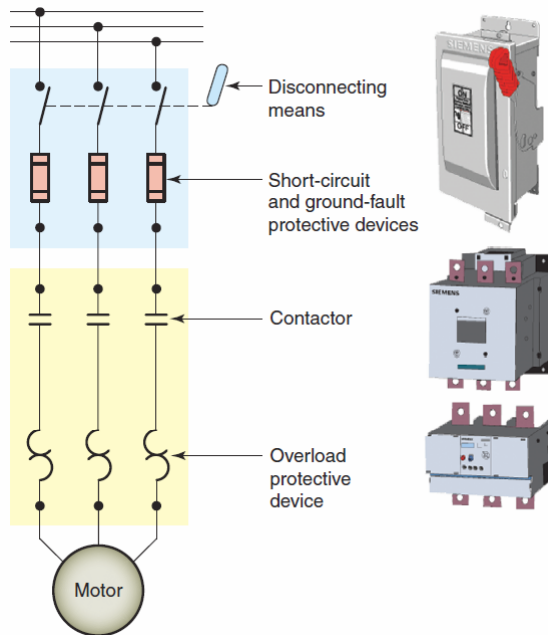 Disconnecting
means
SIEMENS
ON
OFF
Short-circuit
and ground-fault
protective devices
SIEMENS
Contactor
Overload
protective
device
Motor